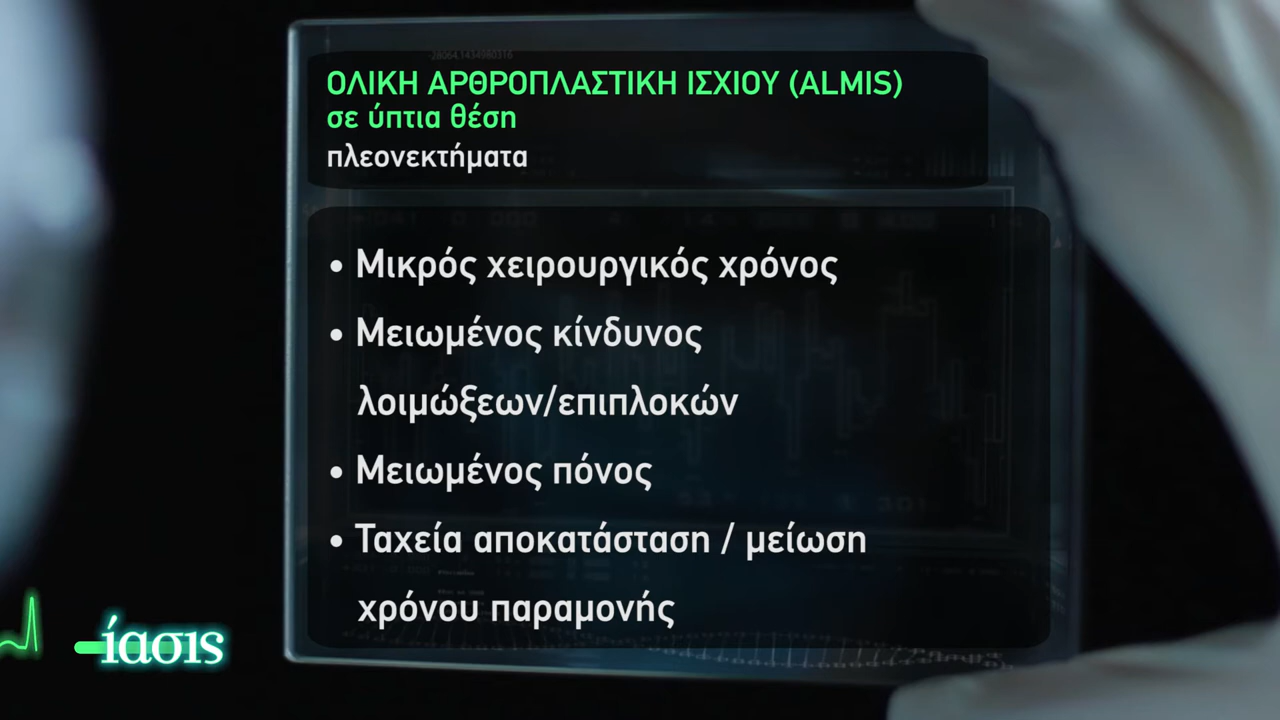 ΟΛΙΚΗ ΑΡΘΡΟΠΛΑΣΤΙΚΗ ΙΣΧΙΟΥ (ALMIS)
σε ύπτια θέση
πλεονεκτήματα
• Μικρός χειρουργικός χρόνος
• Μειωμένος κίνδυνος
λοιμώξεων/επιπλοκών
• Μειωμένος πόνος
• Ταχεία αποκατάσταση / μείωση
χρόνου παραμονής
ίασις